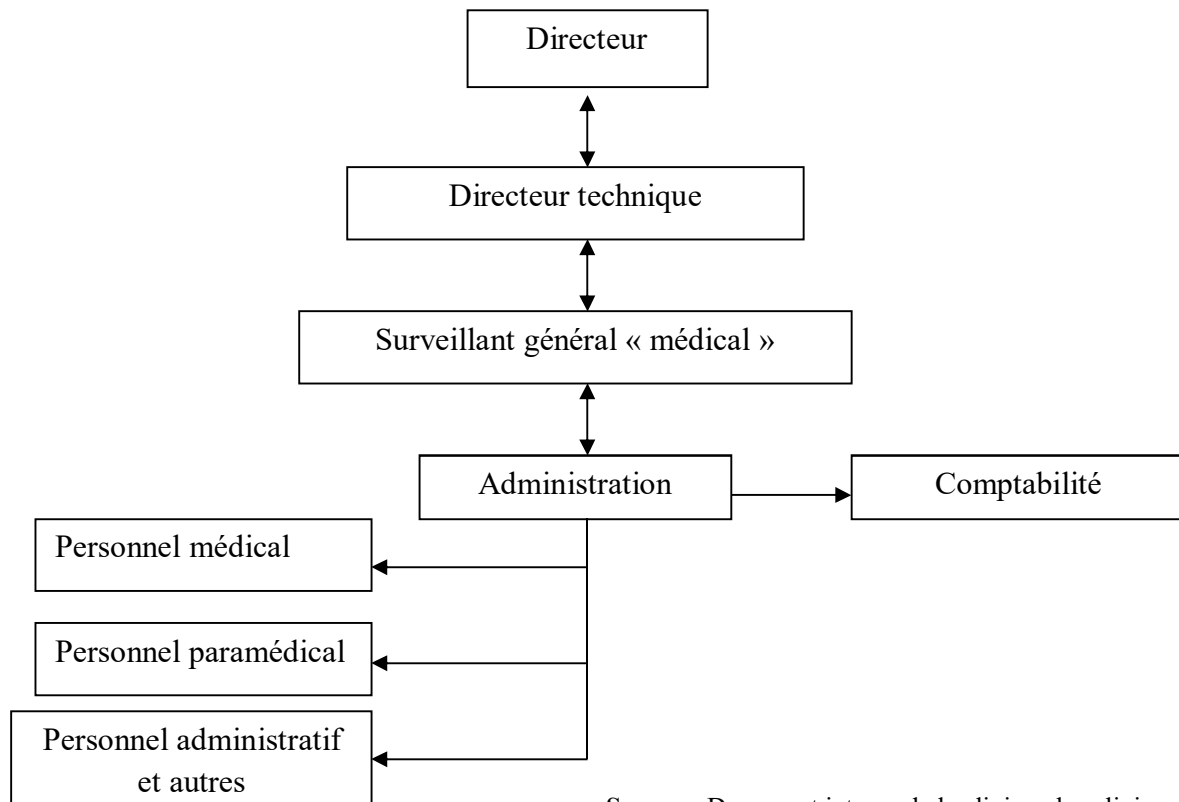 Directeur
Directeur technique
Surveillant général « médical »
Administration
Comptabilité
Personnel médical
Personnel paramédical
Personnel administratif
et autres